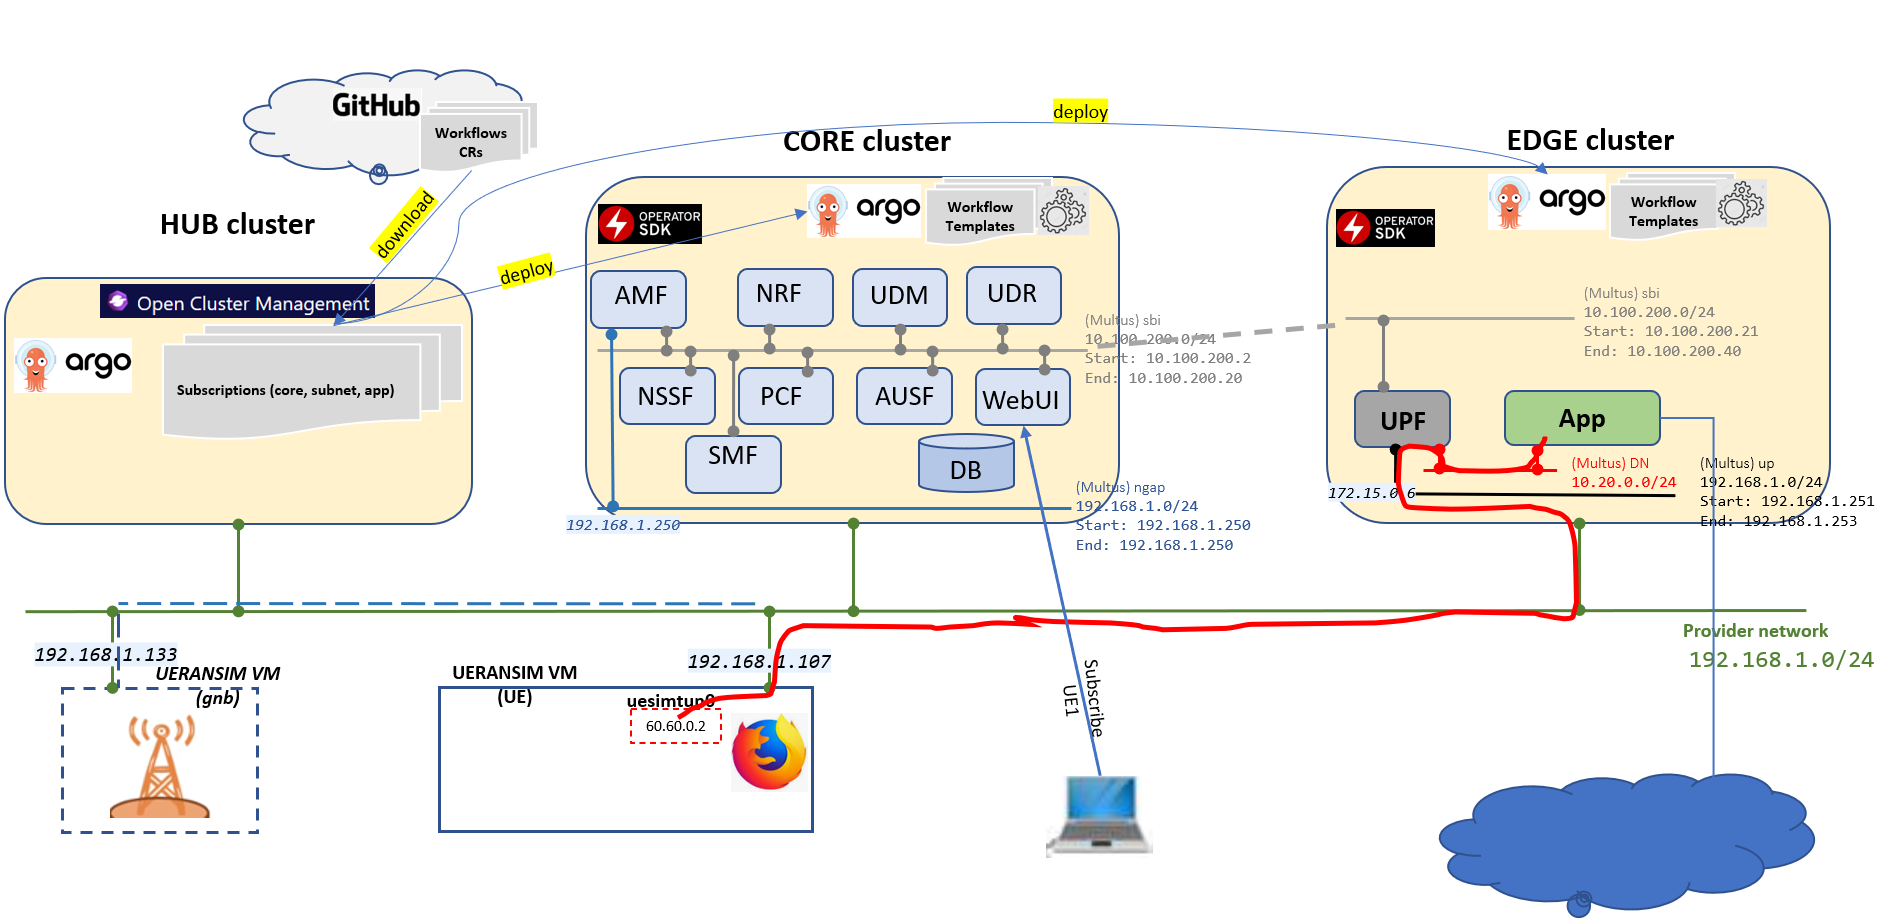 GitHub
Workflows
CRs
download
deploy
deploy
HUB cluster
Open Cluster Management
argo
Subscriptions (core, subnet, app)
CORE cluster
OPERATOR
SDK
argo
Workflow
Templates
AMF
NRF
UDM
UDR
NSSF
PCF
AUSF
WebUI
SMF
DB
(Multus) sbi
10.100.200.0/24
Start: 10.100.200.2
End: 10.100.200.20
192.168.1.250
(Multus) ngap
192.168.1.0/24
Start: 192.168.1.250
End: 192.168.1.250
EDGE cluster
OPERATOR
SDK
argo
Workflow
Templates
(Multus) sbi
10.100.200.0/24
Start: 10.100.200.21
End: 10.100.200.40
UPF
App
(Multus) DN
10.20.0.0/24
(Multus) up
192.168.1.0/24
Start: 192.168.1.251
End: 192.168.1.253
Provider network
192.168.1.0/24
192.168.1.133
UERANSIM VM
(gnb)
192.168.1.107
UERANSIM VM
(UE)
uesimtun0
60.60.0.2
Subscribe
UE1